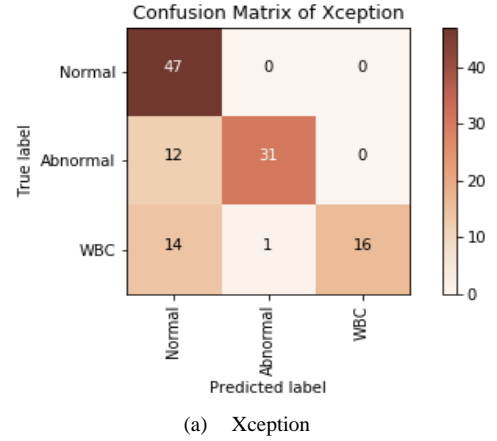 Confusion Matrix of Xception
True label
Normal 47 0 0
Abnormal 12 31 0
WBC 14 1 16
Normal Abnormal WBC
Predicted label
40
30
20
10
0
(a) Xception